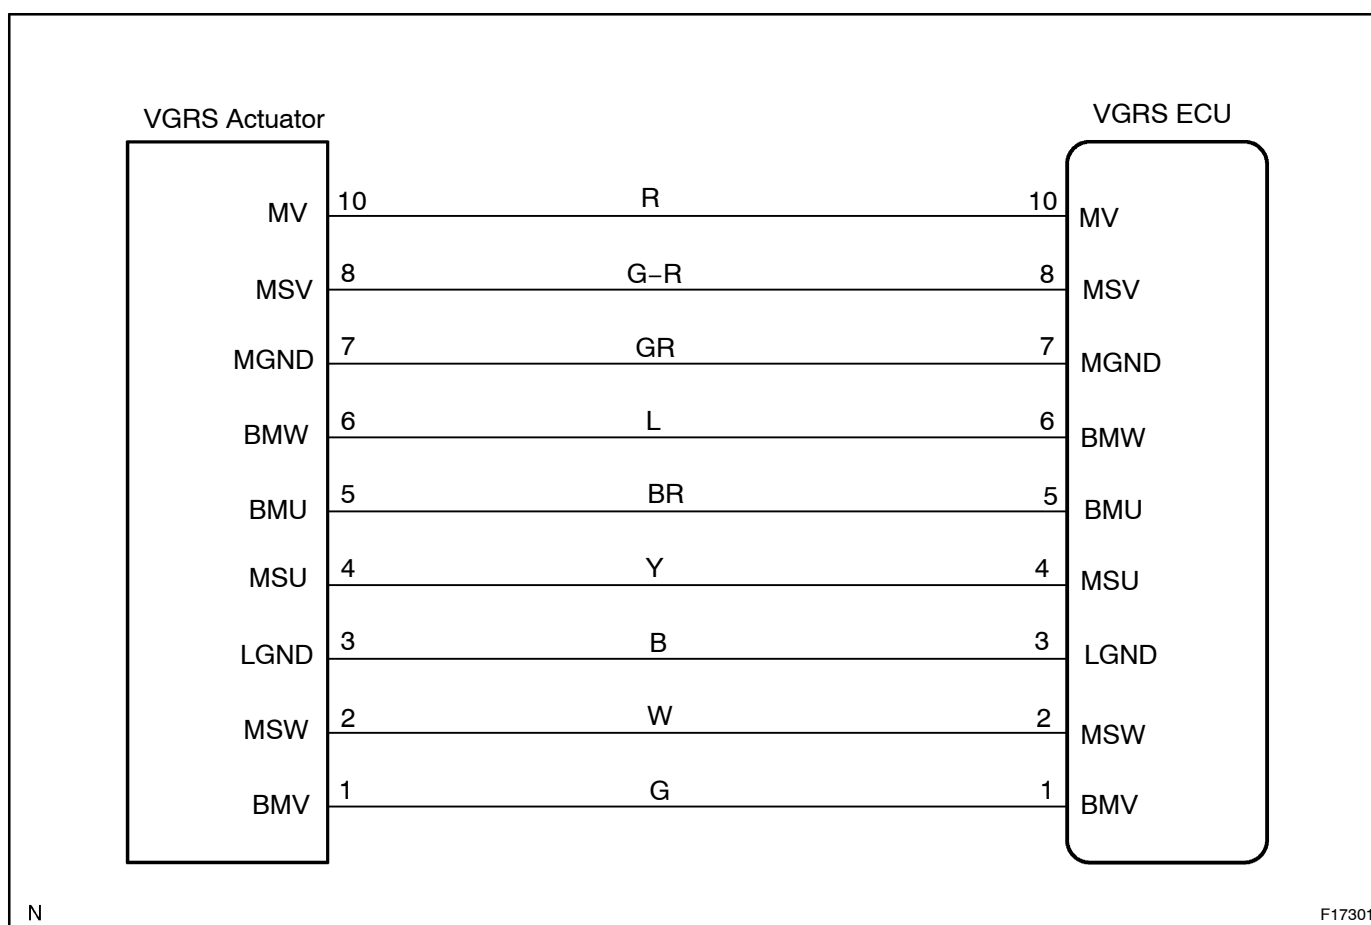 VGRS Actuator VGRS ECU
MV 10 R 10 MV
MSV 8 G−R 8 MSV
MGND 7 GR 7 MGND
BMW 6 L 6 BMW
BMU 5 BR 5 BMU
MSU 4 Y 4 MSU
LGND 3 B 3 LGND
MSW 2 W 2 MSW
BMV 1 G 1 BMV
N F17301